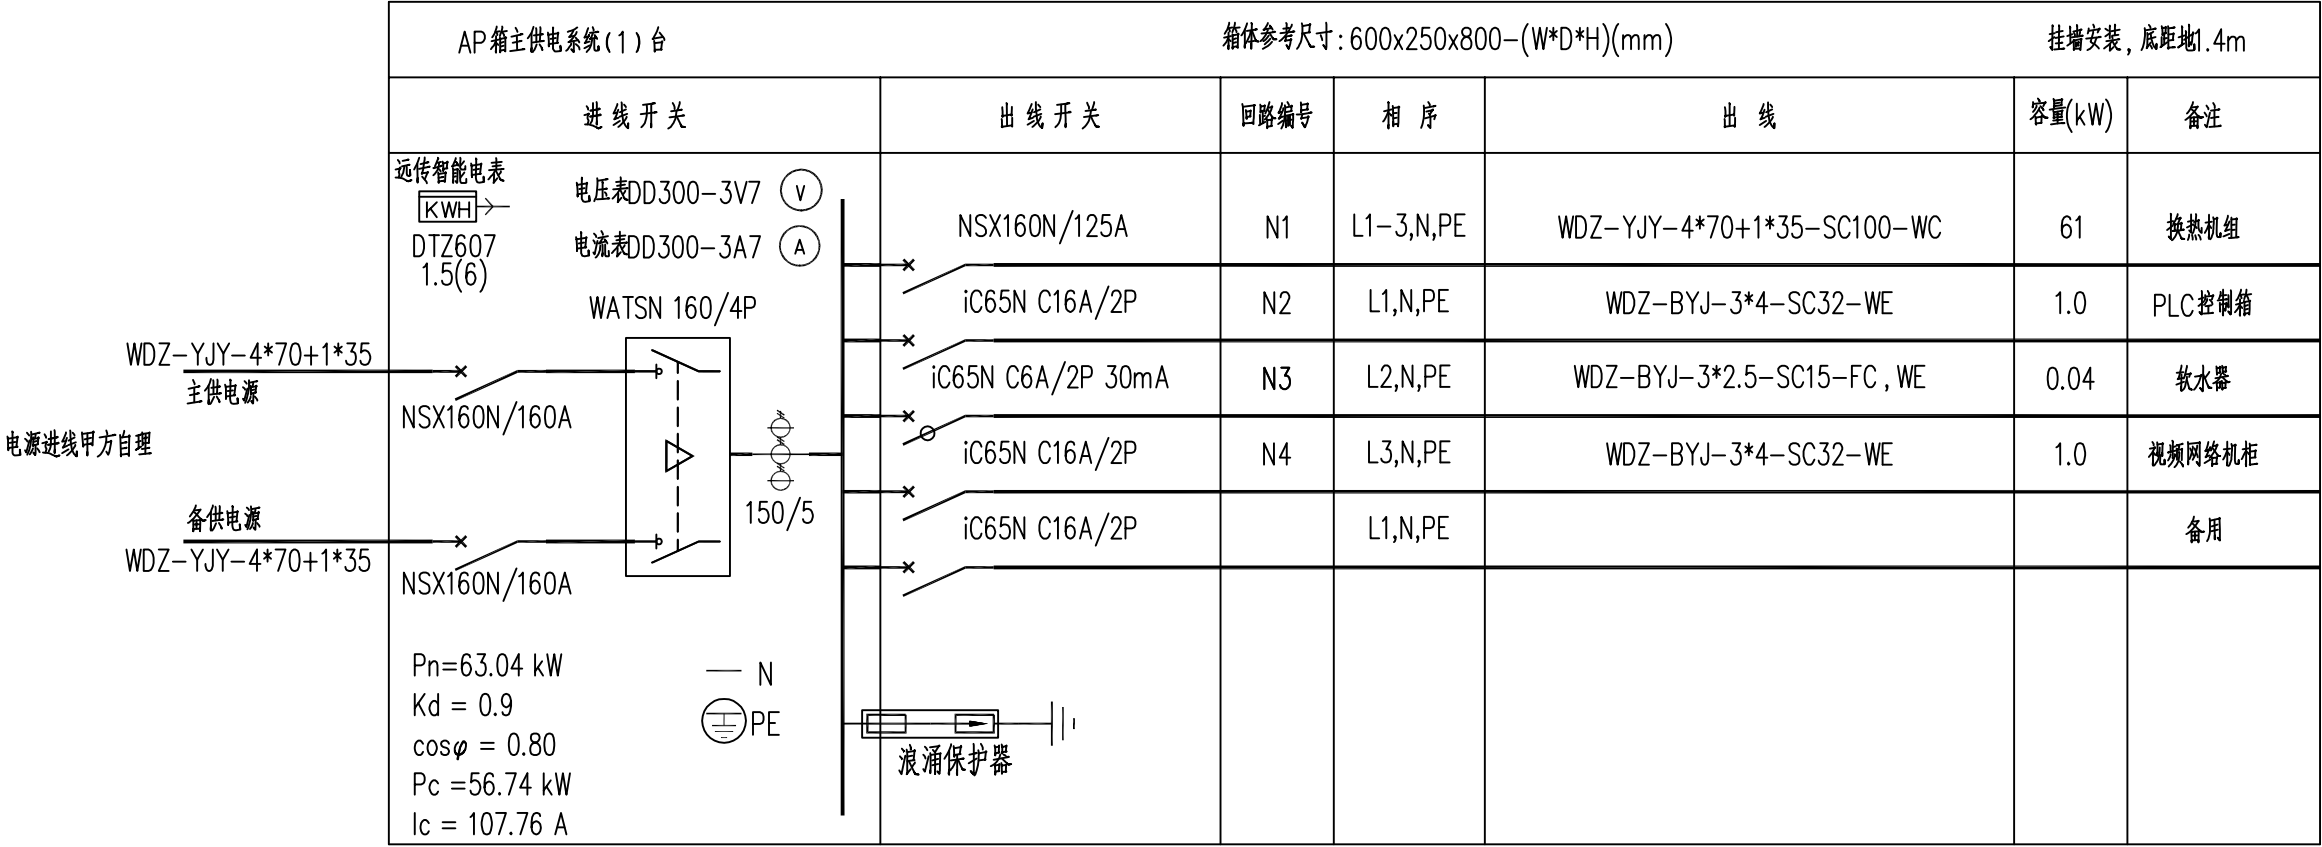 AP箱主供电系统(1)台 箱体参考尺寸:600x250x800-(W*D*H)(mm) 挂墙安装,底距地1.4m
进线开关 出线开关 回路编号 相序 出线 容量(kW) 备注
远传智能电表
KWH
DTZ607
1.5(6)
电压表DD300-3V7 V
电流表DD300-3A7 A
WATSN 160/4P
WDZ-YJY-4*70+1*35
主供电源
NSX160N/160A
电源进线甲方自理
备供电源
WDZ-YJY-4*70+1*35
NSX160N/160A
150/5
NSX160N/125A N1 L1-3,N,PE WDZ-YJY-4*70+1*35-SC100-WC 61 换热机组
iC65N C16A/2P N2 L1,N,PE WDZ-BYJ-3*4-SC32-WE 1.0 PLC控制箱
iC65N C6A/2P 30mA N3 L2,N,PE WDZ-BYJ-3*2.5-SC15-FC,WE 0.04 软水器
iC65N C16A/2P N4 L3,N,PE WDZ-BYJ-3*4-SC32-WE 1.0 视频网络机柜
iC65N C16A/2P L1,N,PE 备用
Pn=63.04 kW
Kd = 0.9
cosφ = 0.80
Pc =56.74 kW
Ic = 107.76 A
N
PE
浪涌保护器